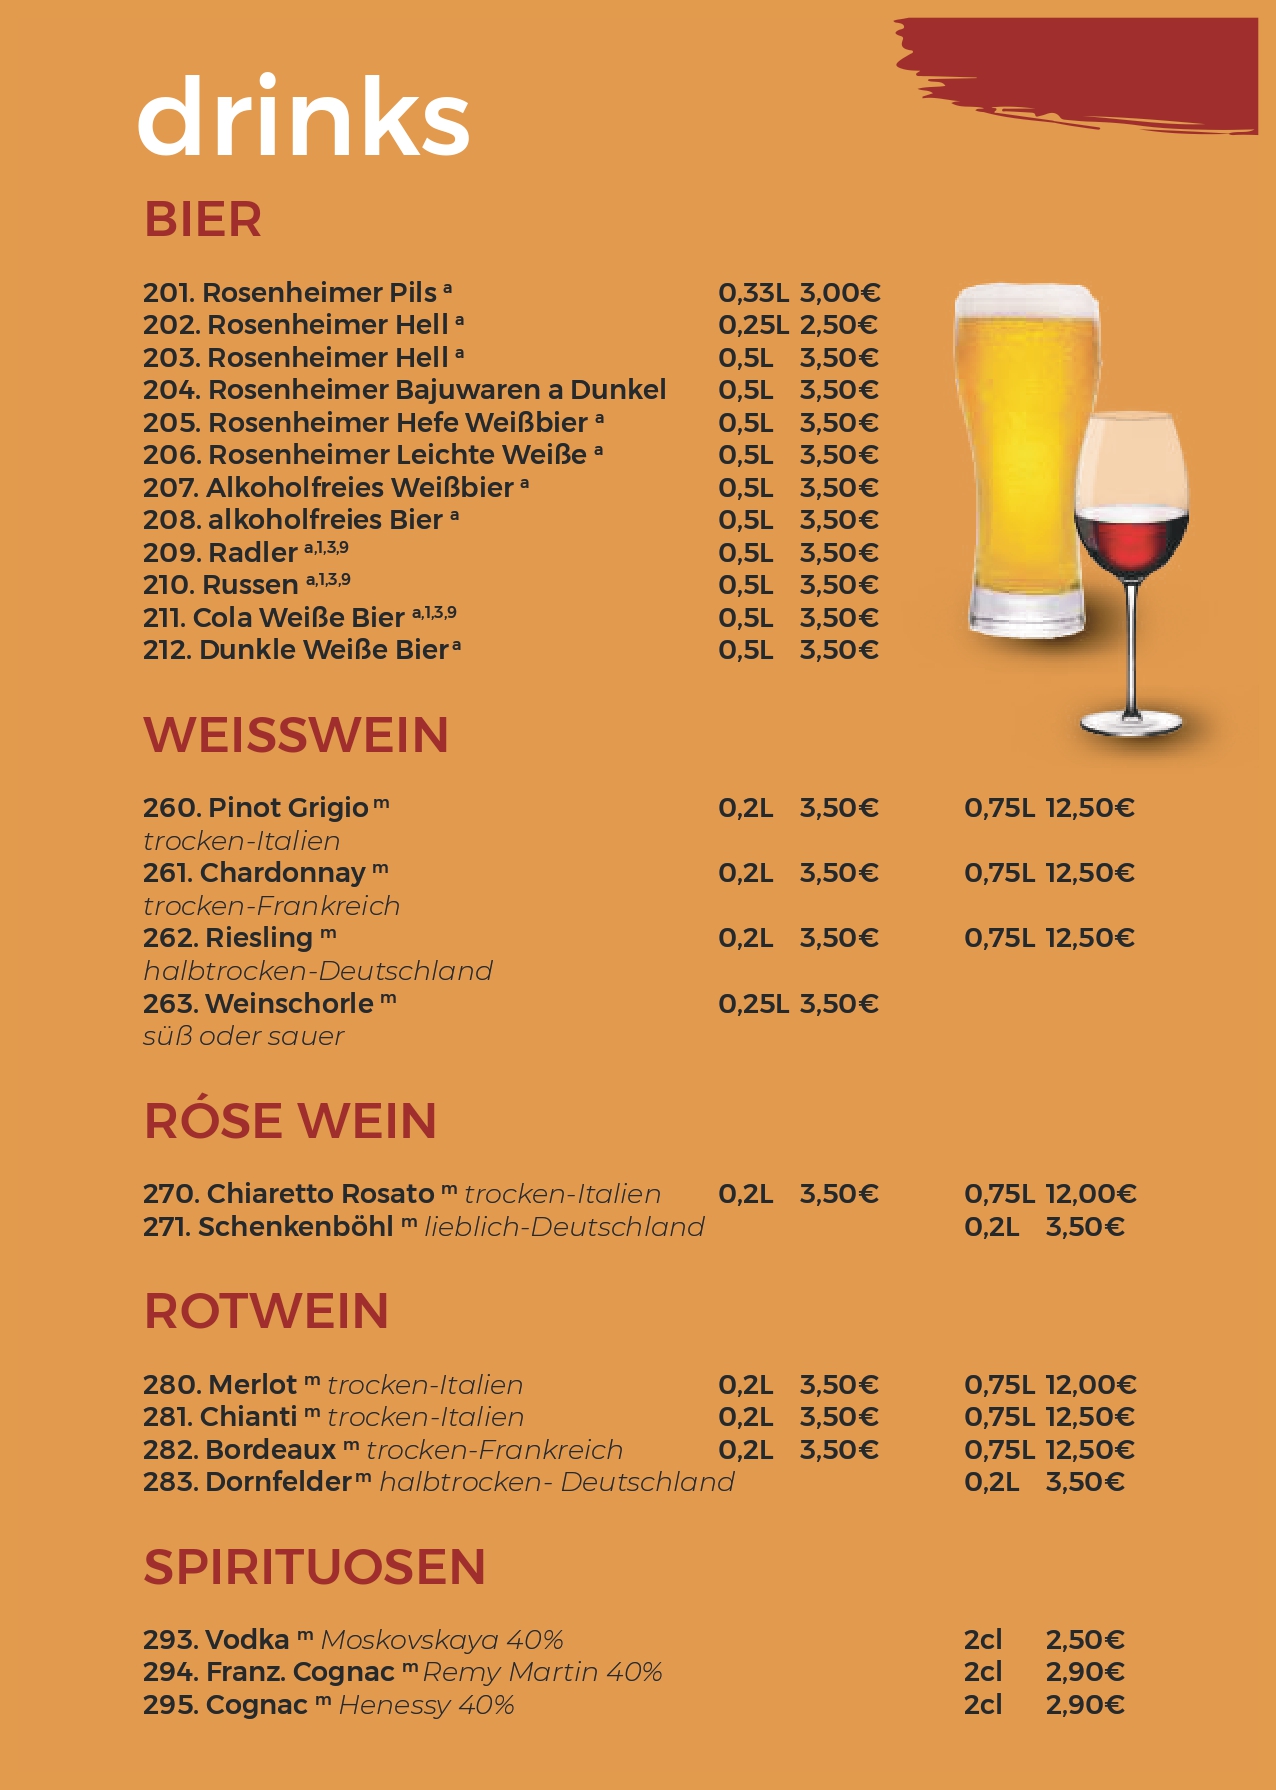 drinks
BIER
201. Rosenheimer Pils a 0,33L 3,00€
202. Rosenheimer Hell a 0,25L 2,50€
203. Rosenheimer Hell a 0,5L 3,50€
204. Rosenheimer Bajuwaren a Dunkel 0,5L 3,50€
205. Rosenheimer Hefe Weißbier a 0,5L 3,50€
206. Rosenheimer Leichte Weiße a 0,5L 3,50€
207. Alkoholfreies Weißbier a 0,5L 3,50€
208. alkoholfreies Bier a 0,5L 3,50€
209. Radler a,1,3,9 0,5L 3,50€
210. Russen a,1,3,9 0,5L 3,50€
211. Cola Weiße Bier a,1,3,9 0,5L 3,50€
212. Dunkle Weiße Bier a 0,5L 3,50€
WEISSWEIN
260. Pinot Grigio m 0,2L 3,50€ 0,75L 12,50€
trocken-Italien
261. Chardonnay m 0,2L 3,50€ 0,75L 12,50€
trocken-Frankreich
262. Riesling m 0,2L 3,50€ 0,75L 12,50€
halbtrocken-Deutschland
263. Weinschorle m 0,25L 3,50€
süß oder sauer
RÓSE WEIN
270. Chiaretto Rosato m trocken-Italien 0,2L 3,50€ 0,75L 12,00€
271. Schenkenböhl m lieblich-Deutschland 0,2L 3,50€
ROTWEIN
280. Merlot m trocken-Italien 0,2L 3,50€ 0,75L 12,00€
281. Chianti m trocken-Italien 0,2L 3,50€ 0,75L 12,50€
282. Bordeaux m trocken-Frankreich 0,2L 3,50€ 0,75L 12,50€
283. Dornfelder m halbtrocken- Deutschland 0,2L 3,50€
SPIRITUOSEN
293. Vodka m Moskovskaya 40% 2cl 2,50€
294. Franz. Cognac m Remy Martin 40% 2cl 2,90€
295. Cognac m Henessy 40% 2cl 2,90€